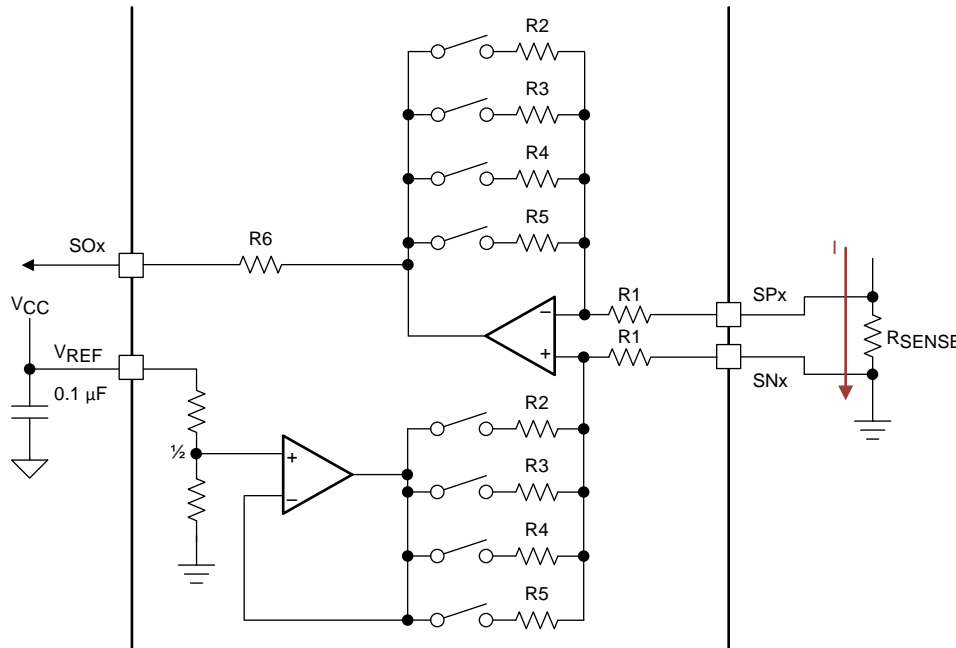 R2
R3
R4
R5
SOx
R6
I
VCC
R1
SPx
–
RSENSE
VREF
+
R1
SNx
0.1 µF
R2
½
+
R3
–
R4
R5